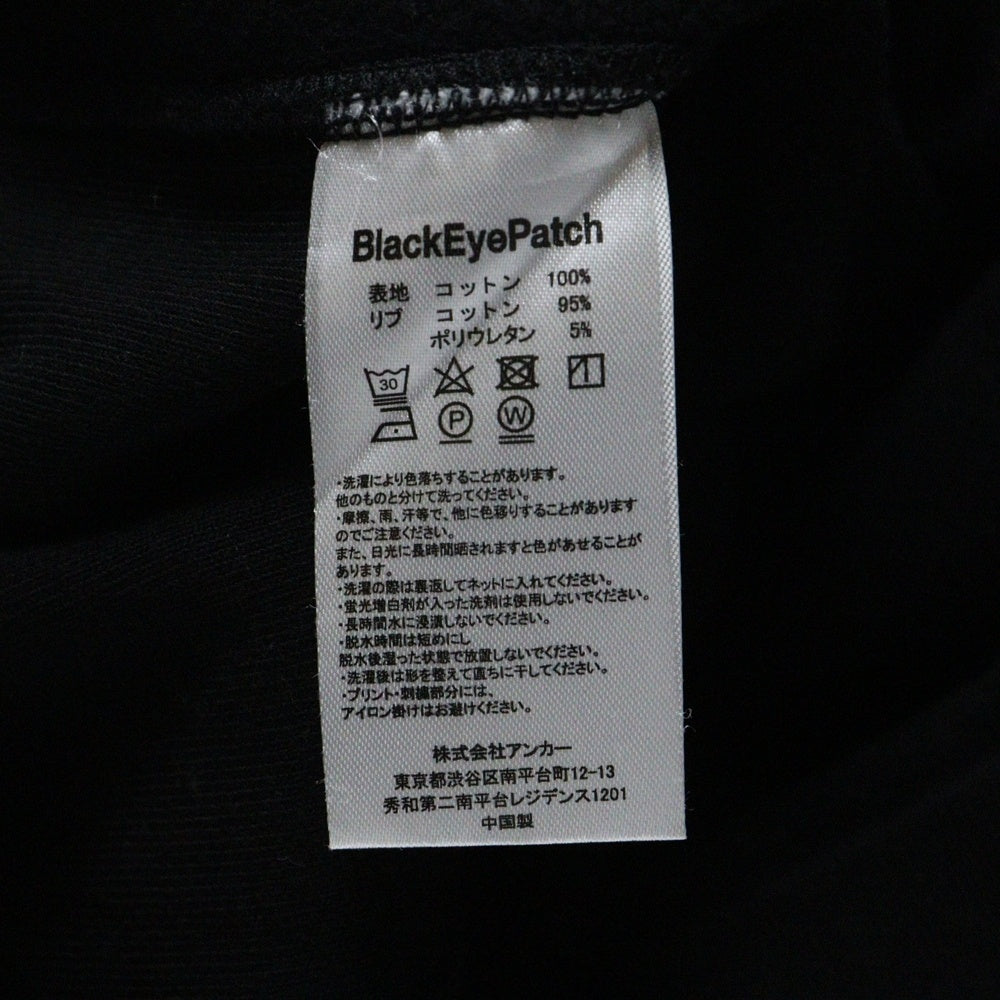 BlackEyePatch
表地 コットン 100%
リブ コットン 95%
ポリウレタン 5%
30
P W
・洗濯により色落ちすることがあります。
他のものと分けて洗ってください。
・摩擦、雨、汗等で、他に色移りすることがあります
のでご注意ください。
また、日光に長時間晒されますと色があせることが
あります。
・洗濯の際は裏返してネットに入れてください。
・蛍光増白剤が入った洗剤は使用しないでください。
・長時間水に浸漬しないでください。
・脱水時間は短めにし
脱水後湿った状態で放置しないでください。
・洗濯後は形を整えて直ちに干してください。
・プリント・刺繍部分には、
アイロン掛けはお避けください。
株式会社アンカー
東京都渋谷区南平台町12-13
秀和第二南平台レジデンス1201
中国製